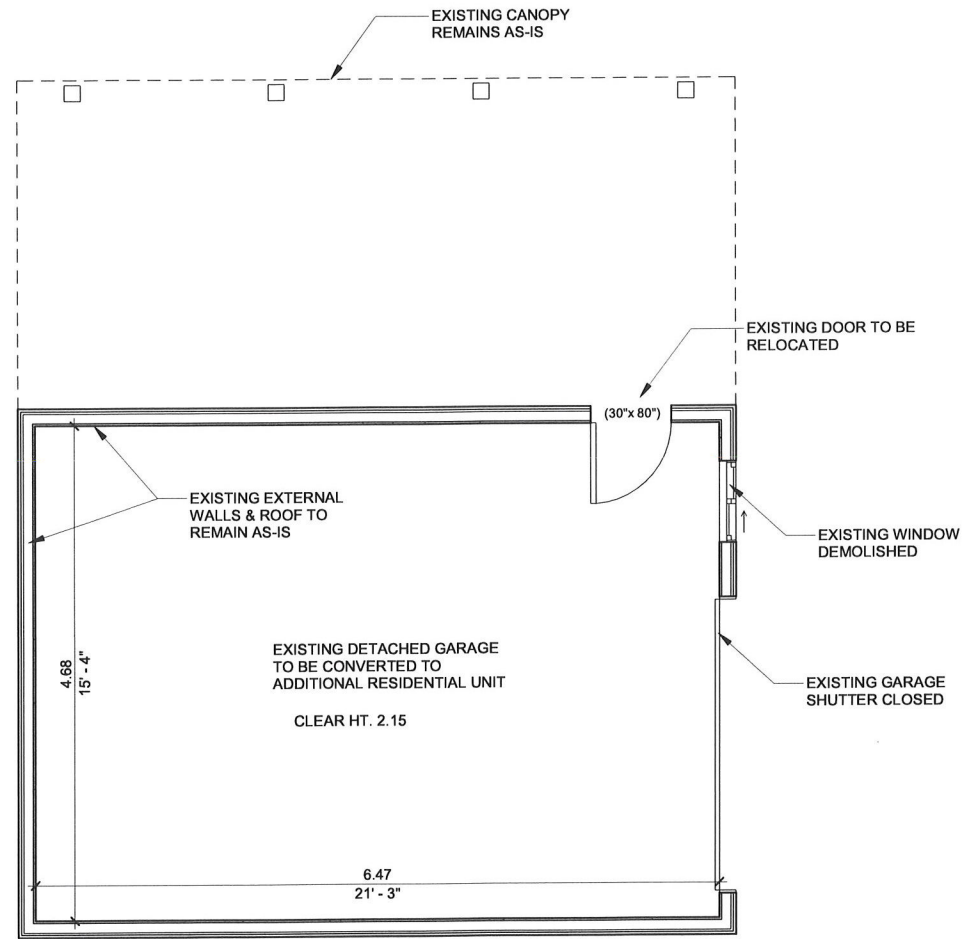 EXISTING CANOPY
REMAINS AS-IS
EXISTING DOOR TO BE
RELOCATED
(30"x 80")
EXISTING EXTERNAL
WALLS & ROOF TO
REMAIN AS-IS
EXISTING WINDOW
DEMOLISHED
4.68
15' - 4"
EXISTING DETACHED GARAGE
TO BE CONVERTED TO
ADDITIONAL RESIDENTIAL UNIT
CLEAR HT. 2.15
EXISTING GARAGE
SHUTTER CLOSED
6.47
21' - 3"